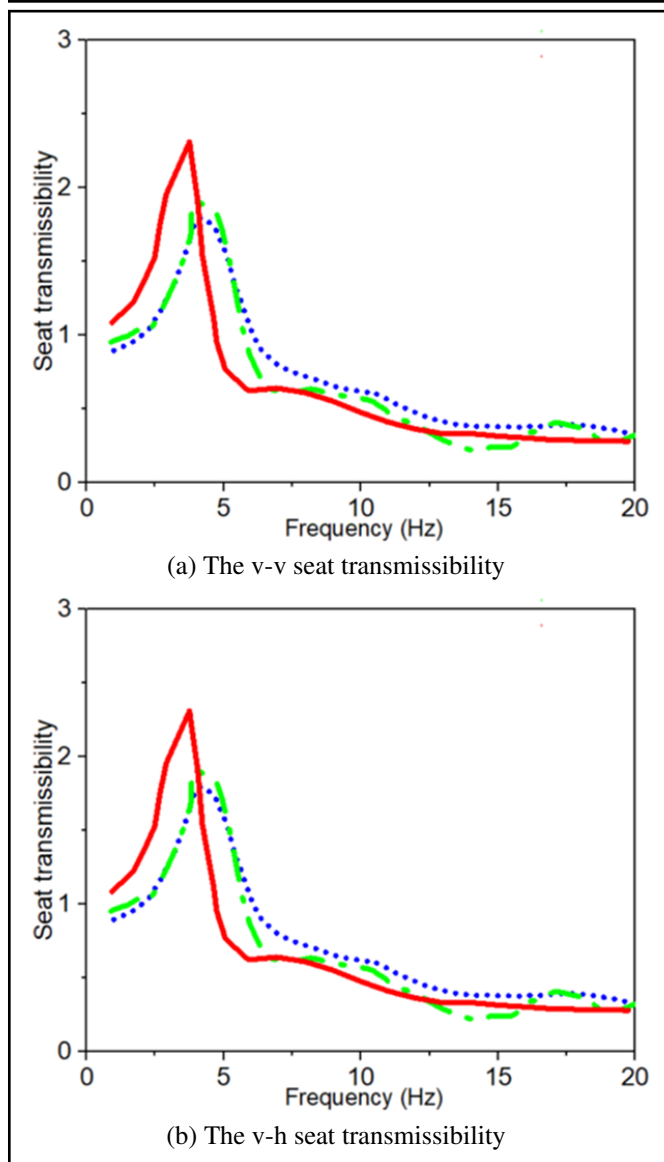 3
2
1
0
Seat transmissibility
0 5 10 15 20
Frequency (Hz)
(a) The v-v seat transmissibility
3
2
1
0
Seat transmissibility
0 5 10 15 20
Frequency (Hz)
(b) The v-h seat transmissibility